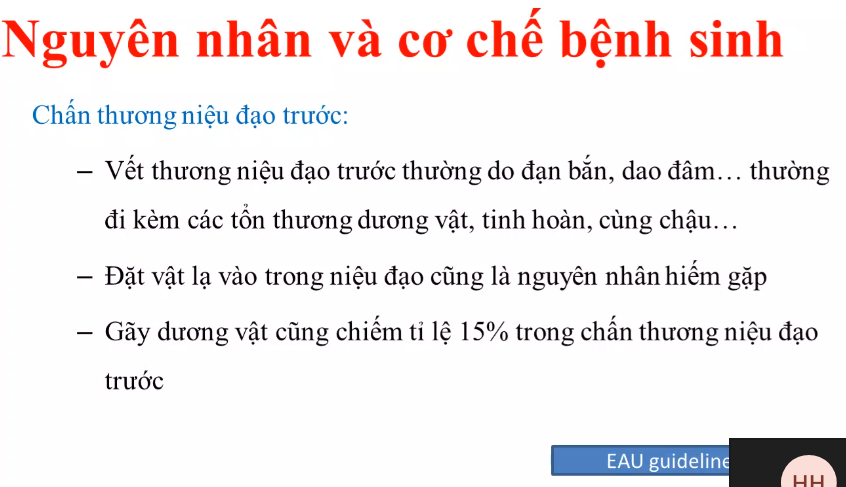 Nguyên nhân và cơ chế bệnh sinh
Chấn thương niệu đạo trước:
– Vết thương niệu đạo trước thường do đạn bắn, dao đâm… thường
đi kèm các tổn thương dương vật, tinh hoàn, cùng chậu…
– Đặt vật lạ vào trong niệu đạo cũng là nguyên nhân hiếm gặp
– Gãy dương vật cũng chiếm tỉ lệ 15% trong chấn thương niệu đạo
trước
EAU guideline
HH